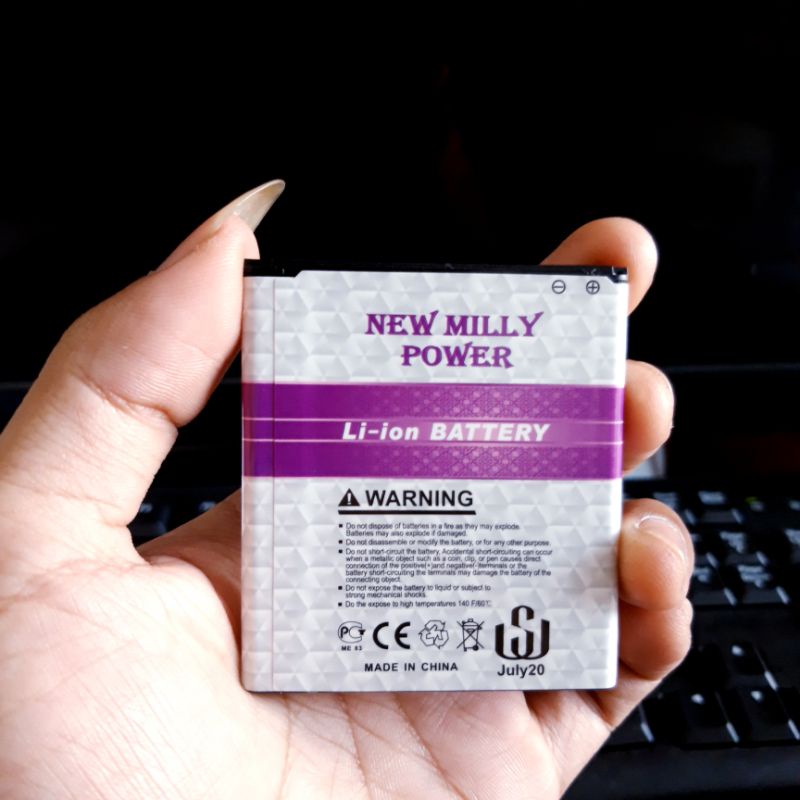 ⊖ ⊕
NEW MILLY
POWER
Li-ion BATTERY
WARNING
Do not dispose of batteries in a fire as they may explode.
Batteries may also explode if damaged.
Do not disassemble or modify the battery, or for any other purpose.
Do not short-circuit the battery, Accidental short-circuiting can occur
when a metallic object such as a coin, clip, or pen causes direct
connection of the positive(+)and negative(-)terminals or the
battery short-circuiting the terminals may damage the battery of the
connecting object.
Do not expose the battery to liquid or subject to
strong mechanical shocks.
Do the expose to high temperatures 140 F/60℃
ME 83
CE
MADE IN CHINA
July20